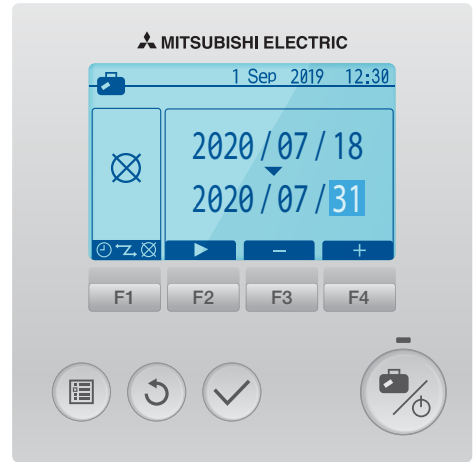 MITSUBISHI ELECTRIC
1 Sep 2019 12:30
2020/07/18
2020/07/31
F1 F2 F3 F4